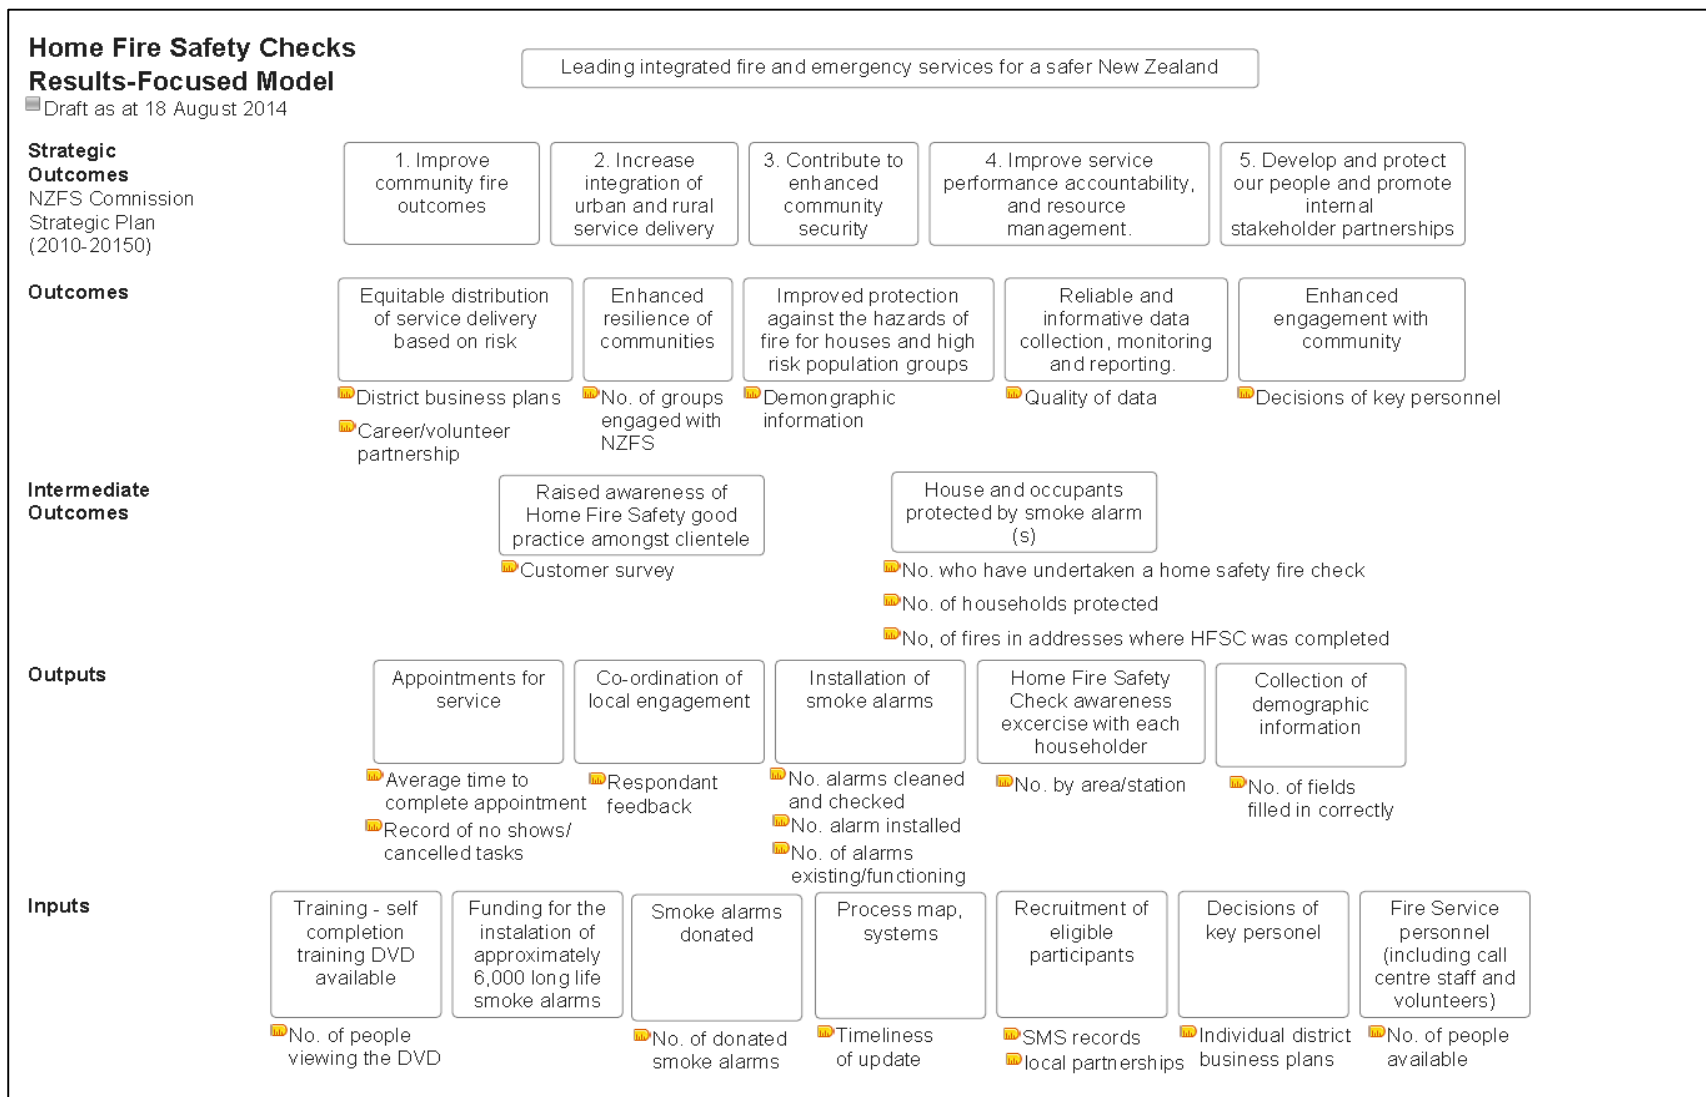 Home Fire Safety Checks
Results-Focused Model
Draft as at 18 August 2014
Leading integrated fire and emergency services for a safer New Zealand
Strategic
Outcomes
NZFS Comnission
Strategic Plan
(2010-20150)
1. Improve
community fire
outcomes
2. Increase
integration of
urban and rural
service delivery
3. Contribute to
enhanced
community
security
4. Improve service
performance accountability,
and resource
management.
5. Develop and protect
our people and promote
internal
stakeholder partnerships
Outcomes
Equitable distribution
of service delivery
based on risk
Enhanced
resilience of
communities
Improved protection
against the hazards of
fire for houses and high
risk population groups
Reliable and
informative data
collection, monitoring
and reporting.
Enhanced
engagement with
community
District business plans
Career/volunteer
partnership
No. of groups
engaged with
NZFS
Demongraphic
information
Quality of data
Decisions of key personnel
Intermediate
Outcomes
Raised awareness of
Home Fire Safety good
practice amongst clientele
House and occupants
protected by smoke alarm
(s)
Customer survey
No. who have undertaken a home safety fire check
No. of households protected
No, of fires in addresses where HFSC was completed
Outputs
Appointments for
service
Co-ordination of
local engagement
Installation of
smoke alarms
Home Fire Safety
Check awareness
excercise with each
householder
Collection of
demographic
information
Average time to
complete appointment
Record of no shows/
cancelled tasks
Respondant
feedback
No. alarms cleaned
and checked
No. alarm installed
No. of alarms
existing/functioning
No. by area/station
No. of fields
filled in correctly
Inputs
Training - self
completion
training DVD
available
Funding for the
instalation of
approximately
6,000 long life
smoke alarms
Smoke alarms
donated
Process map,
systems
Recruitment of
eligible
participants
Decisions of
key personel
Fire Service
personnel
(including call
centre staff and
volunteers)
No. of people
viewing the DVD
No. of donated
smoke alarms
Timeliness
of update
SMS records
local partnerships
Individual district
business plans
No. of people
available